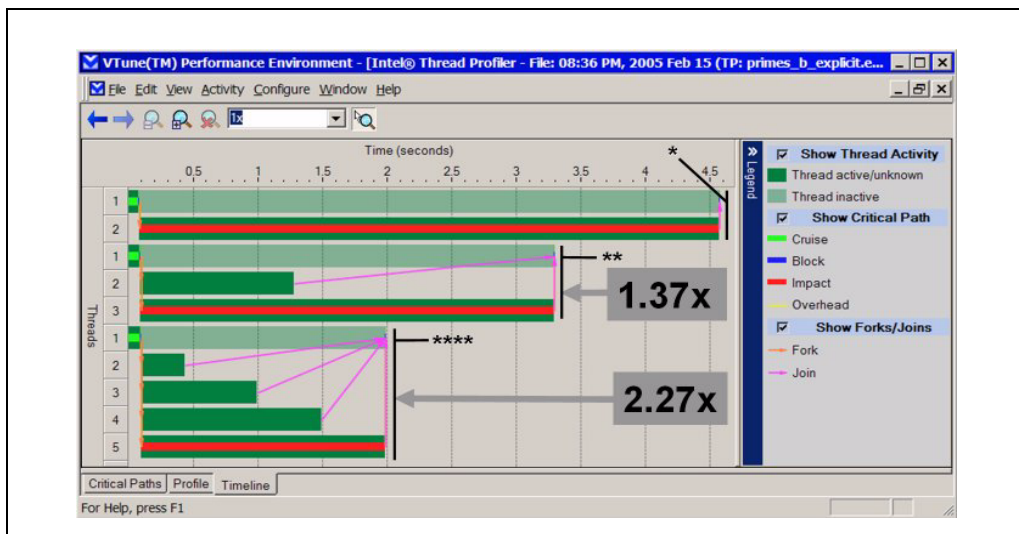 VTune(TM) Performance Environment - [Intel® Thread Profiler - File: 08:36 PM, 2005 Feb 15 (TP: primes_b_explicit.e...
File Edit View Activity Configure Window Help
1x
Time (seconds)
0.5 1 1.5 2 2.5 3 3.5 4 4.5
*
1
2
1
**
2
1.37x
3
1
****
2
3
2.27x
4
5
Threads
Legend
Show Thread Activity
Thread active/unknown
Thread inactive
Show Critical Path
Cruise
Block
Impact
Overhead
Show Forks/Joins
Fork
Join
Critical Paths Profile Timeline
For Help, press F1